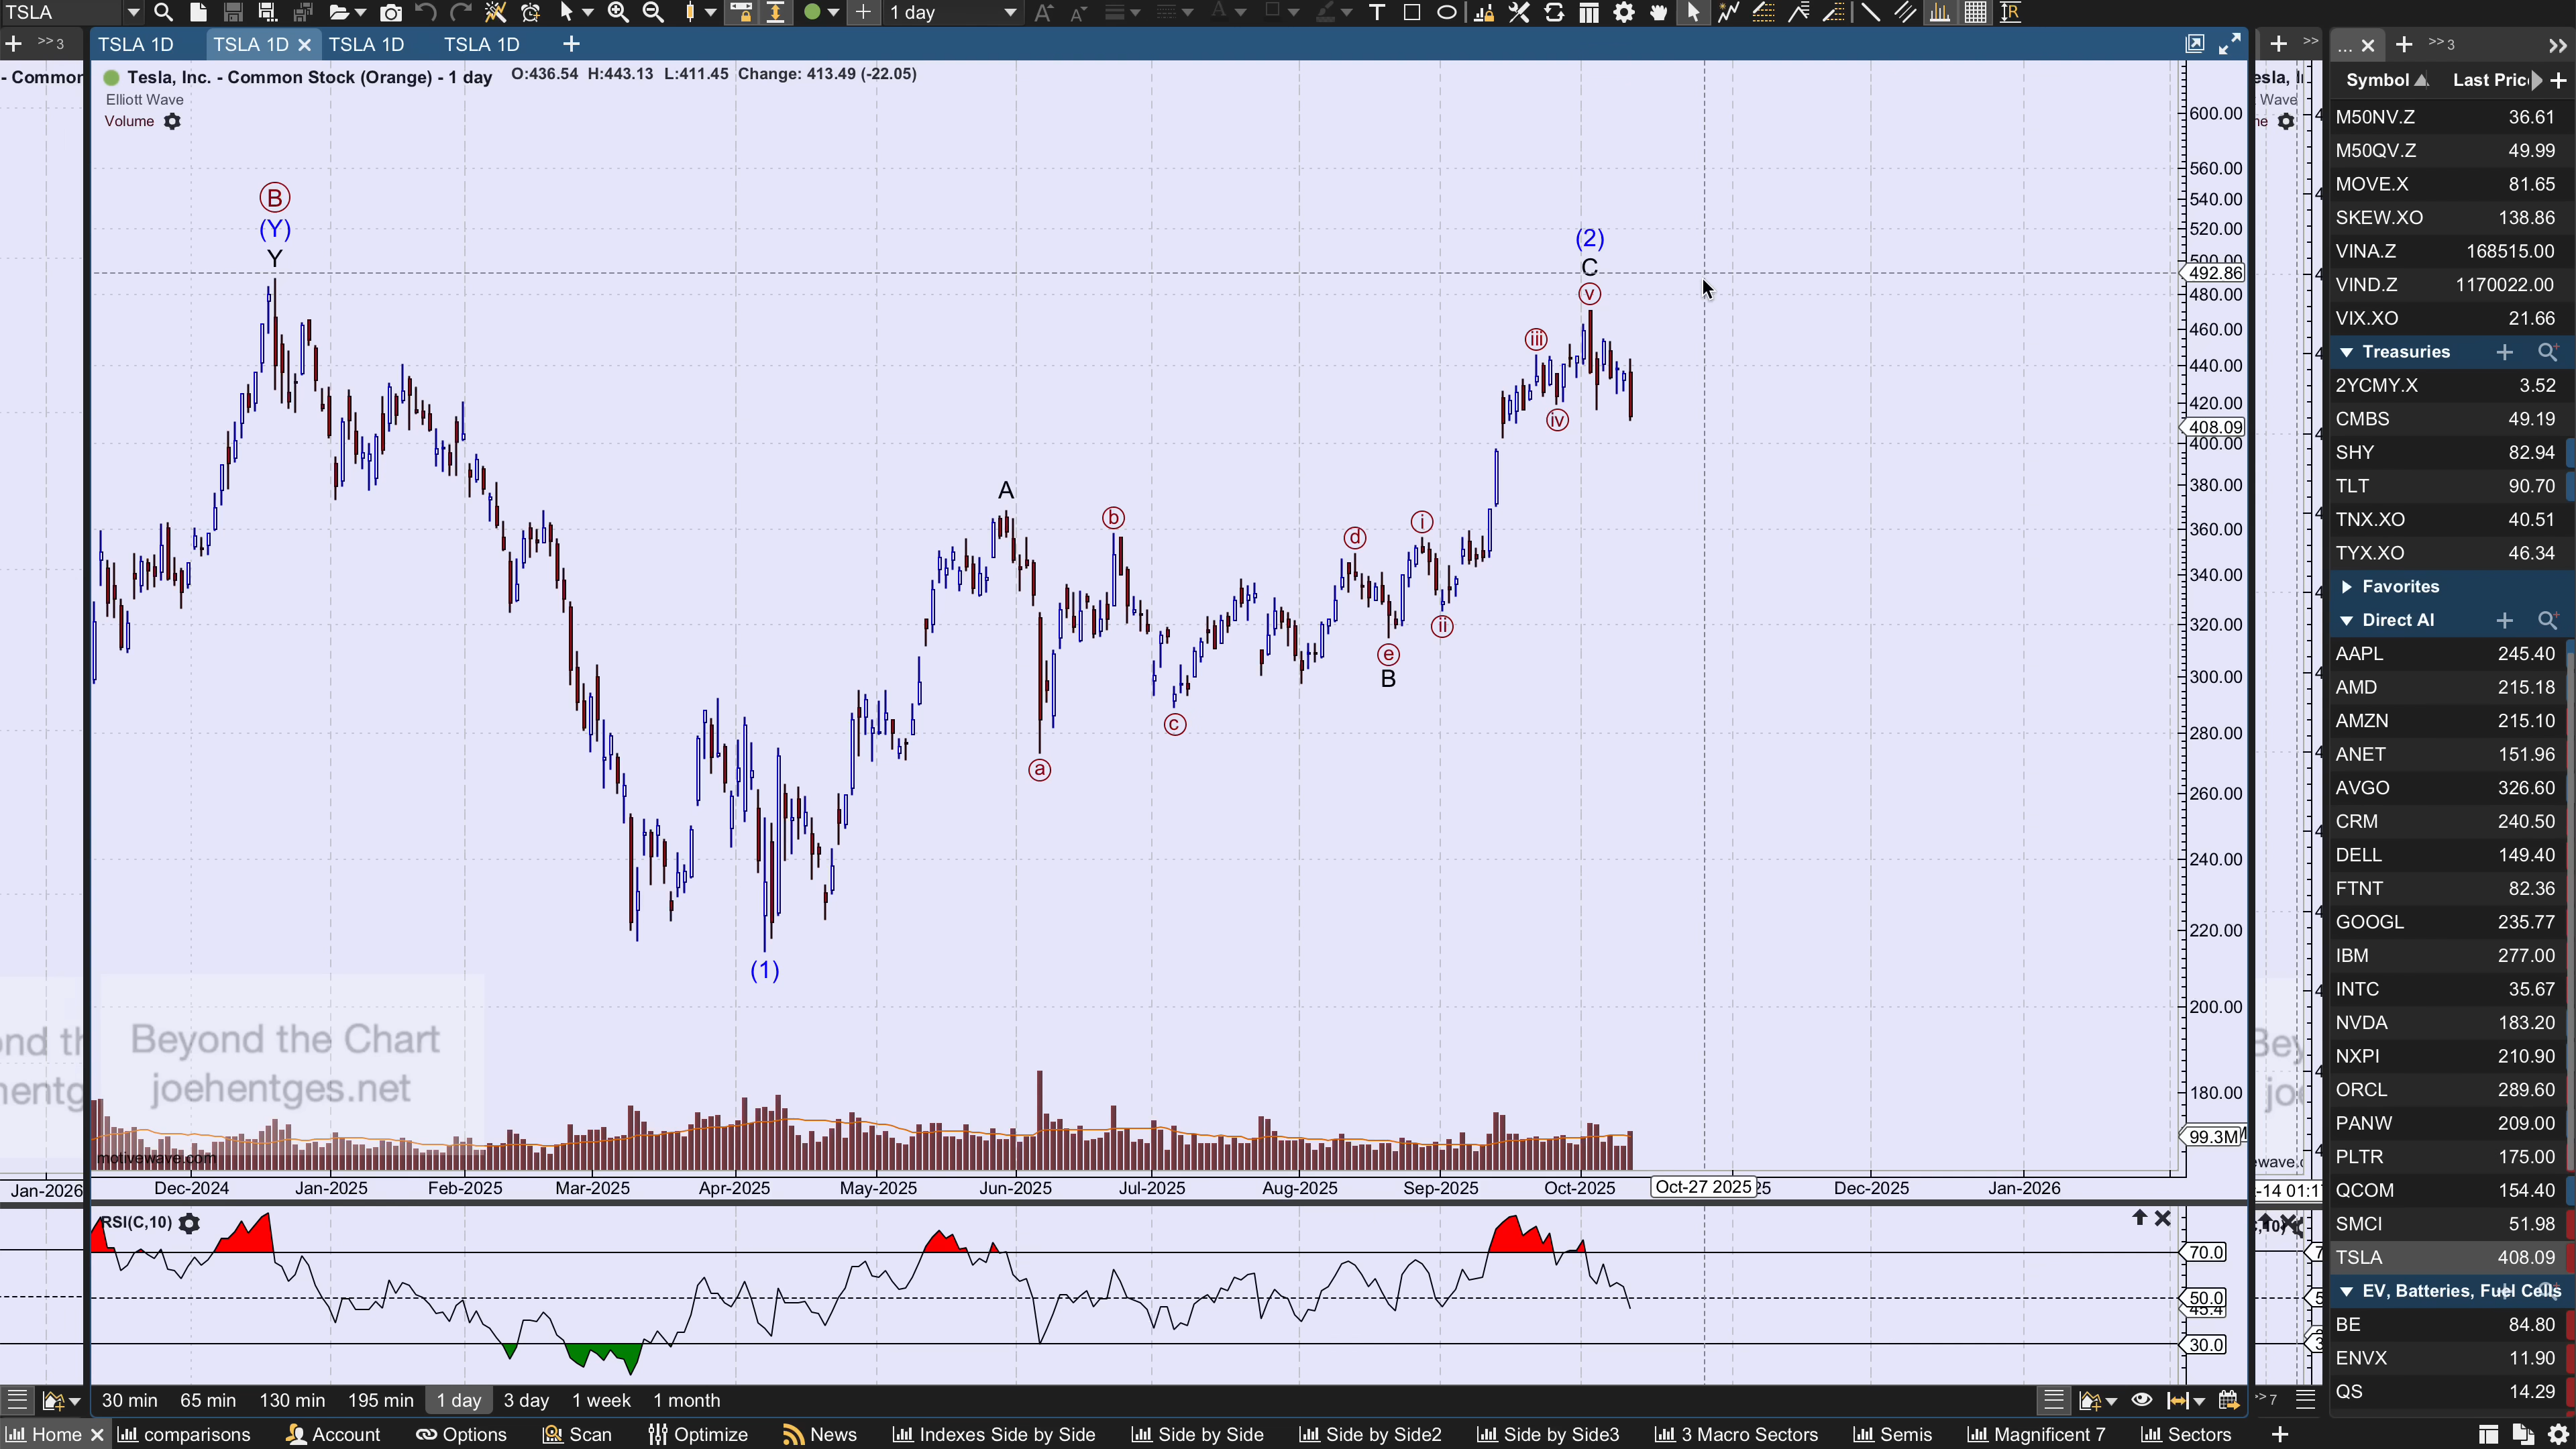 TSLA
1 day
>> 3
TSLA 1D
TSLA 1D
TSLA 1D
TSLA 1D
>> 3
- Common
Tesla, Inc. - Common Stock (Orange) - 1 day
O:436.54 H:443.13 L:411.45 Change: 413.49 (-22.05)
Elliott Wave
Volume
B
(Y)
Y
(2)
C
v
iii
iv
A
b
d
i
ii
e
B
c
a
(1)
600.00
560.00
540.00
520.00
500.00
492.86
480.00
460.00
440.00
420.00
408.09
400.00
380.00
360.00
340.00
320.00
300.00
280.00
260.00
240.00
220.00
200.00
180.00
99.3M
Beyond the Chart
joehentges.net
motivewave.com
Jan-2026
Dec-2024
Jan-2025
Feb-2025
Mar-2025
Apr-2025
May-2025
Jun-2025
Jul-2025
Aug-2025
Sep-2025
Oct-2025
Oct-27 2025
Dec-2025
Jan-2026
RSI(C,10)
70.0
50.0
45.4
30.0
30 min
65 min
130 min
195 min
1 day
3 day
1 week
1 month
>> 7
Home
comparisons
Account
Options
Scan
Optimize
News
Indexes Side by Side
Side by Side
Side by Side2
Side by Side3
3 Macro Sectors
Semis
Magnificent 7
Sectors
Symbol Last Pric
M50NV.Z 36.61
M50QV.Z 49.99
MOVE.X 81.65
SKEW.XO 138.86
VINA.Z 168515.00
VIND.Z 1170022.00
VIX.XO 21.66
Treasuries
2YCMY.X 3.52
CMBS 49.19
SHY 82.94
TLT 90.70
TNX.XO 40.51
TYX.XO 46.34
Favorites
Direct AI
AAPL 245.40
AMD 215.18
AMZN 215.10
ANET 151.96
AVGO 326.60
CRM 240.50
DELL 149.40
FTNT 82.36
GOOGL 235.77
IBM 277.00
INTC 35.67
NVDA 183.20
NXPI 210.90
ORCL 289.60
PANW 209.00
PLTR 175.00
QCOM 154.40
SMCI 51.98
TSLA 408.09
EV, Batteries, Fuel Cells
BE 84.80
ENVX 11.90
QS 14.29